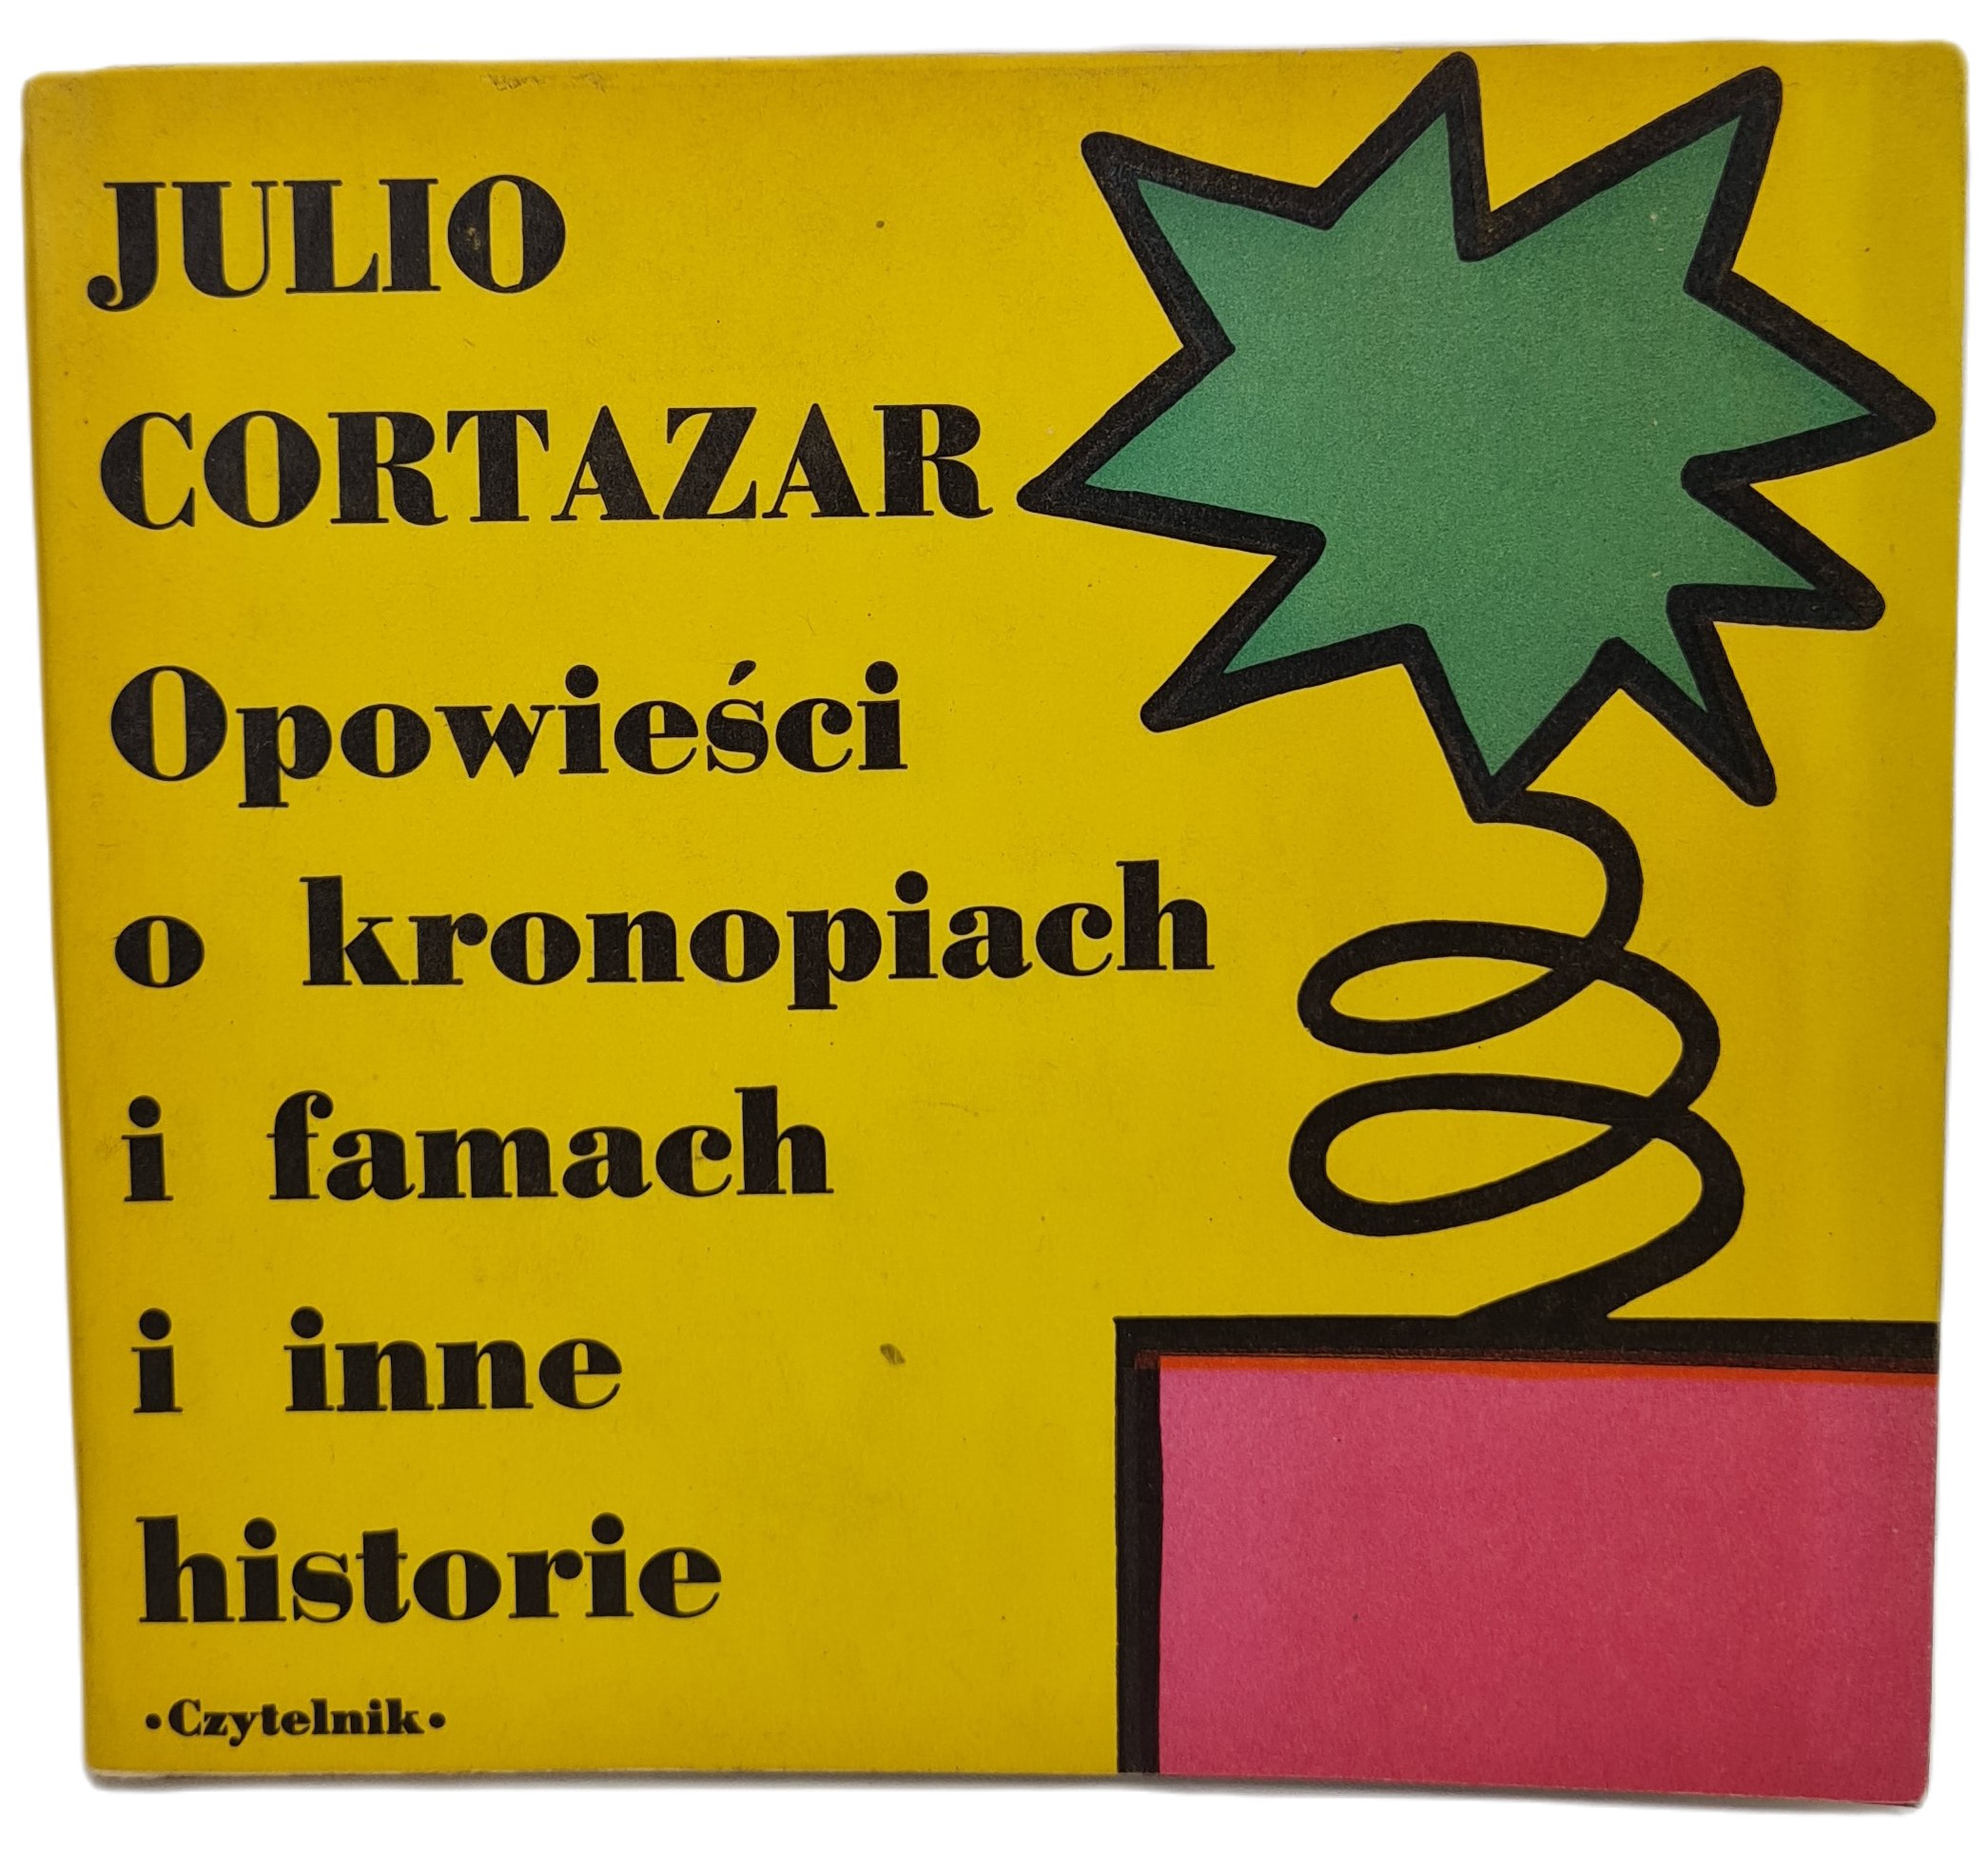 JULIO
CORTAZAR
Opowieści
o kronopiach
i famach
i inne
historie
•Czytelnik•